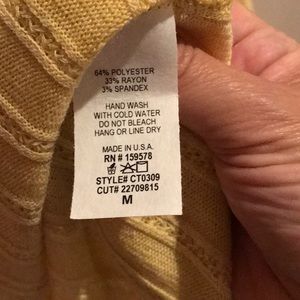 64% POLYESTER
33% RAYON
3% SPANDEX
HAND WASH
WITH COLD WATER
DO NOT BLEACH
HANG OR LINE DRY
MADE IN U.S.A.
RN # 159578
STYLE# CT0309
CUT# 22709815
M